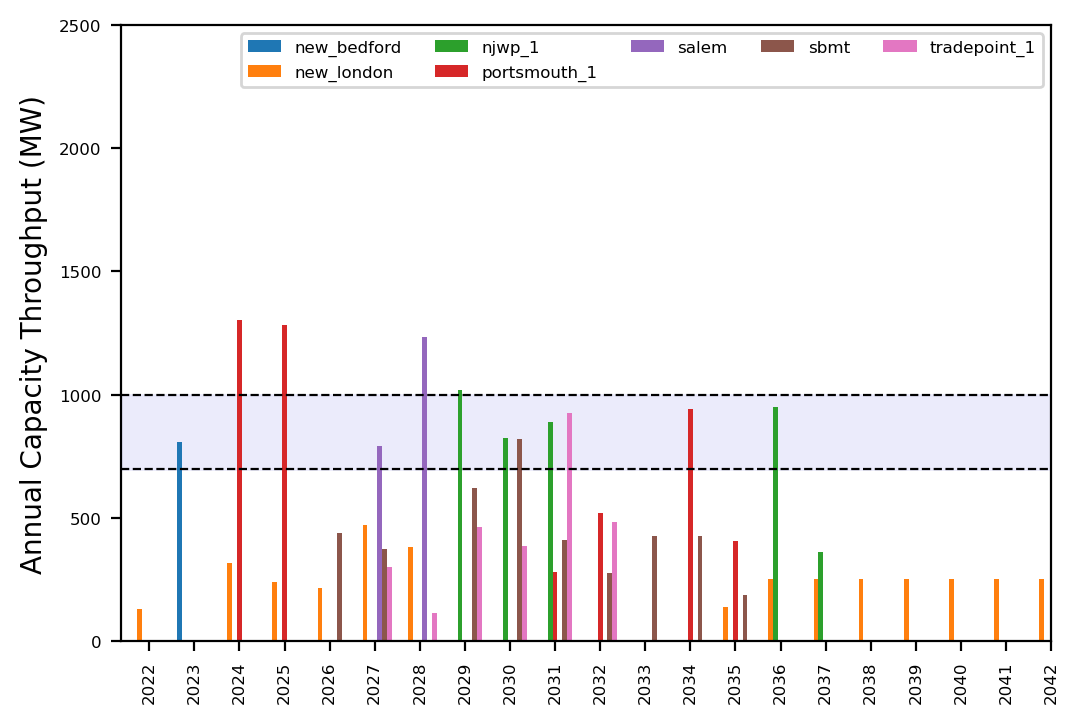 2500
new_bedford njwp_1 salem sbmt tradepoint_1
new_london portsmouth_1
2000
1500
1000
500
0
Annual Capacity Throughput (MW)
2022 2023 2024 2025 2026 2027 2028 2029 2030 2031 2032 2033 2034 2035 2036 2037 2038 2039 2040 2041 2042